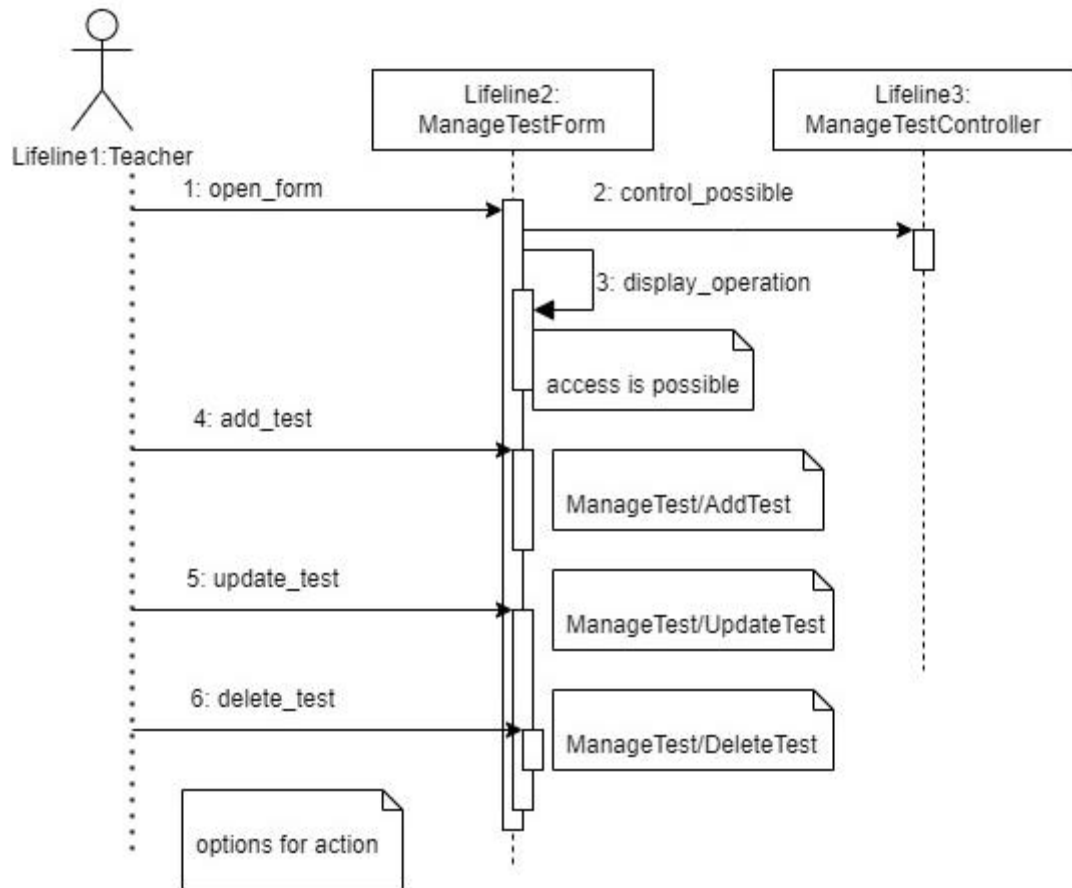 Lifeline2:
ManageTestForm
Lifeline3:
ManageTestController
Lifeline1:Teacher
1: open_form
2: control_possible
3: display_operation
access is possible
4: add_test
ManageTest/AddTest
5: update_test
ManageTest/UpdateTest
6: delete_test
ManageTest/DeleteTest
options for action